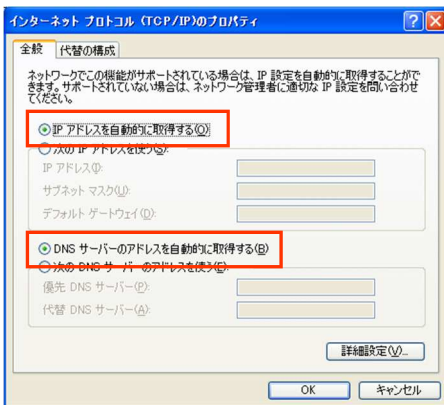 インターネット プロトコル (TCP/IP)のプロパティ
全般 代替の構成
ネットワークでこの機能がサポートされている場合は、IP 設定を自動的に取得することがで
きます。サポートされていない場合は、ネットワーク管理者に適切な IP 設定を問い合わせ
てください。
IP アドレスを自動的に取得する(O)
次の IP アドレスを使う(S):
IP アドレス(I):
サブネット マスク(U):
デフォルト ゲートウェイ(D):
DNS サーバーのアドレスを自動的に取得する(B)
次の DNS サーバーのアドレスを使う(E):
優先 DNS サーバー(P):
代替 DNS サーバー(A):
詳細設定(V)...
OK キャンセル